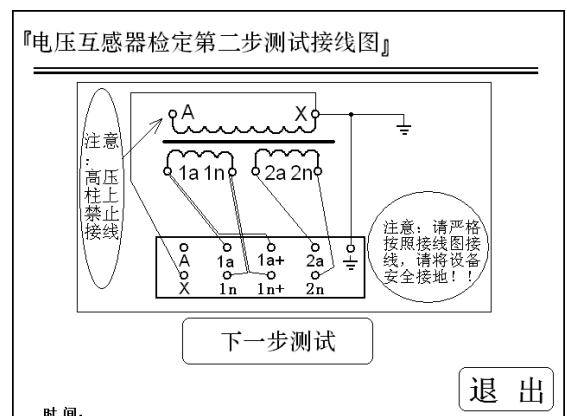 『电压互感器检定第二步测试接线图』
A X
注意
：
高压
柱上
禁止
接线
1a 1n 2a 2n
A 1a 1a+ 2a
X 1n 1n+ 2n
注意：请严格
按照接线图接
线，请将设备
安全接地！！
下一步测试
退 出
时 间: